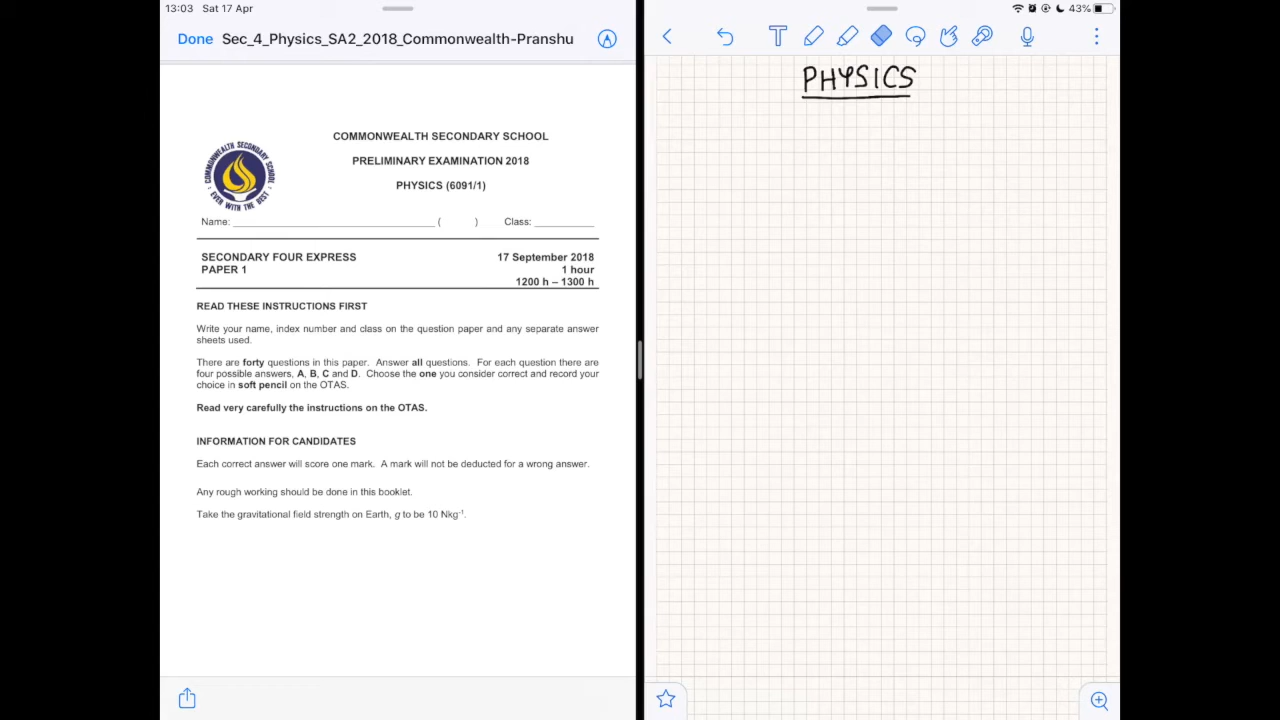 13:03 Sat 17 Apr
43%
Done Sec_4_Physics_SA2_2018_Commonwealth-Pranshu
PHYSICS
COMMONWEALTH SECONDARY SCHOOL
PRELIMINARY EXAMINATION 2018
PHYSICS (6091/1)
COMMONWEALTH SECONDARY SCHOOL
EVER WITH THE BEST
Name: ( ) Class:
SECONDARY FOUR EXPRESS 17 September 2018
PAPER 1 1 hour
1200 h – 1300 h
READ THESE INSTRUCTIONS FIRST
Write your name, index number and class on the question paper and any separate answer
sheets used.
There are forty questions in this paper. Answer all questions. For each question there are
four possible answers, A, B, C and D. Choose the one you consider correct and record your
choice in soft pencil on the OTAS.
Read very carefully the instructions on the OTAS.
INFORMATION FOR CANDIDATES
Each correct answer will score one mark. A mark will not be deducted for a wrong answer.
Any rough working should be done in this booklet.
Take the gravitational field strength on Earth, g to be 10 Nkg⁻¹.